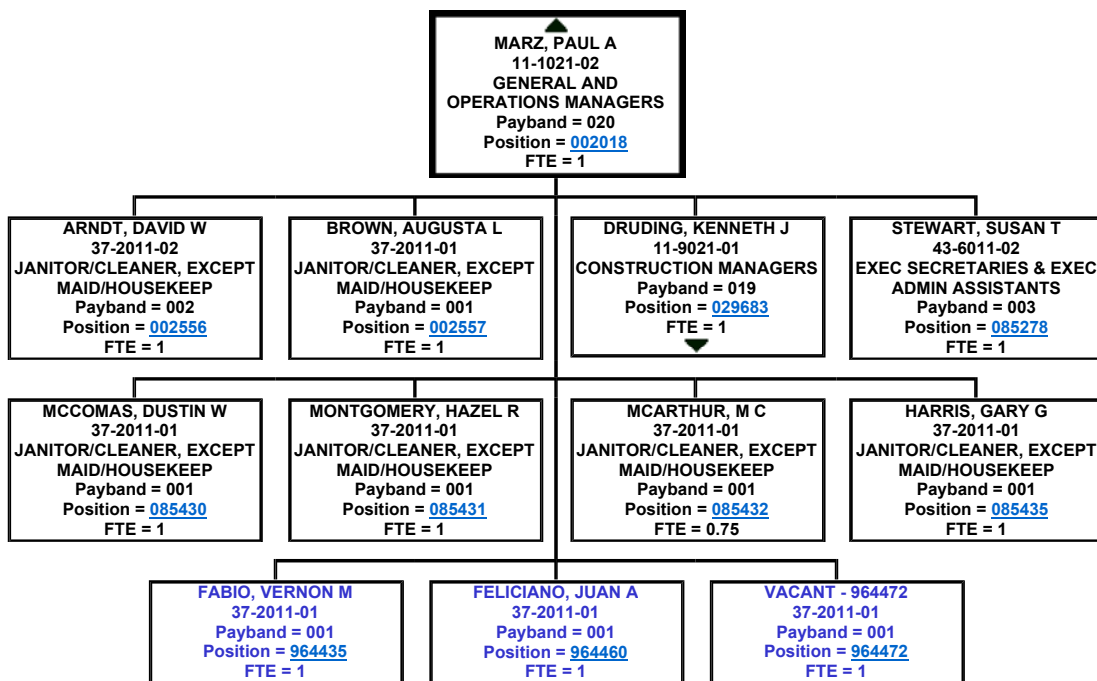 MARZ, PAUL A
11-1021-02
GENERAL AND
OPERATIONS MANAGERS
Payband = 020
Position = 002018
FTE = 1
ARNDT, DAVID W
37-2011-02
JANITOR/CLEANER, EXCEPT
MAID/HOUSEKEEP
Payband = 002
Position = 002556
FTE = 1
BROWN, AUGUSTA L
37-2011-01
JANITOR/CLEANER, EXCEPT
MAID/HOUSEKEEP
Payband = 001
Position = 002557
FTE = 1
DRUDING, KENNETH J
11-9021-01
CONSTRUCTION MANAGERS
Payband = 019
Position = 029683
FTE = 1
STEWART, SUSAN T
43-6011-02
EXEC SECRETARIES & EXEC
ADMIN ASSISTANTS
Payband = 003
Position = 085278
FTE = 1
MCCOMAS, DUSTIN W
37-2011-01
JANITOR/CLEANER, EXCEPT
MAID/HOUSEKEEP
Payband = 001
Position = 085430
FTE = 1
MONTGOMERY, HAZEL R
37-2011-01
JANITOR/CLEANER, EXCEPT
MAID/HOUSEKEEP
Payband = 001
Position = 085431
FTE = 1
MCARTHUR, M C
37-2011-01
JANITOR/CLEANER, EXCEPT
MAID/HOUSEKEEP
Payband = 001
Position = 085432
FTE = 0.75
HARRIS, GARY G
37-2011-01
JANITOR/CLEANER, EXCEPT
MAID/HOUSEKEEP
Payband = 001
Position = 085435
FTE = 1
FABIO, VERNON M
37-2011-01
Payband = 001
Position = 964435
FTE = 1
FELICIANO, JUAN A
37-2011-01
Payband = 001
Position = 964460
FTE = 1
VACANT - 964472
37-2011-01
Payband = 001
Position = 964472
FTE = 1